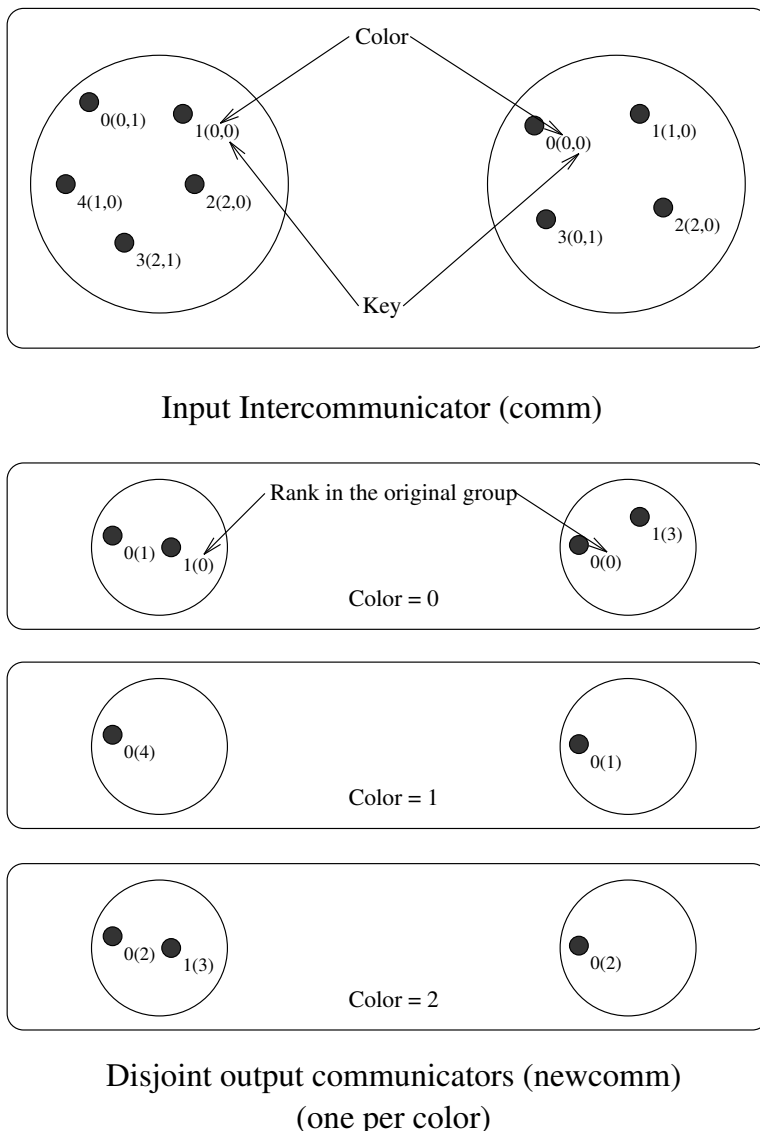 Color
0(0,1)
1(0,0)
4(1,0)
2(2,0)
3(2,1)
0(0,0)
1(1,0)
3(0,1)
2(2,0)
Key
Input Intercommunicator (comm)
Rank in the original group
0(1)
1(0)
0(0)
1(3)
Color = 0
0(4)
0(1)
Color = 1
0(2)
1(3)
0(2)
Color = 2
Disjoint output communicators (newcomm)
(one per color)